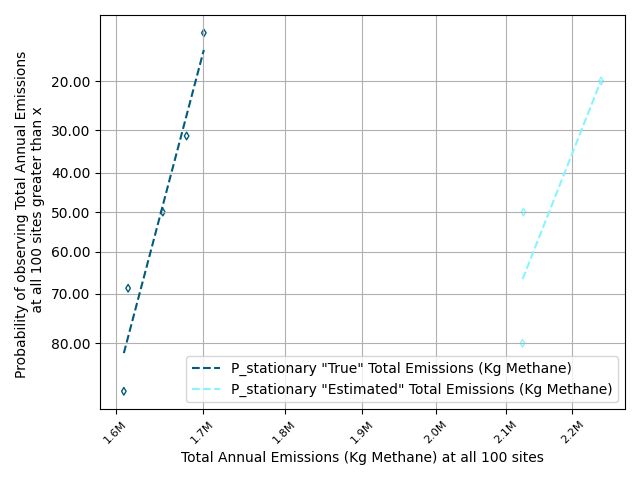 Probability of observing Total Annual Emissions
at all 100 sites greater than x
20.00
30.00
40.00
50.00
60.00
70.00
80.00
P_stationary "True" Total Emissions (Kg Methane)
P_stationary "Estimated" Total Emissions (Kg Methane)
1.6M
1.7M
1.8M
1.9M
2.0M
2.1M
2.2M
Total Annual Emissions (Kg Methane) at all 100 sites